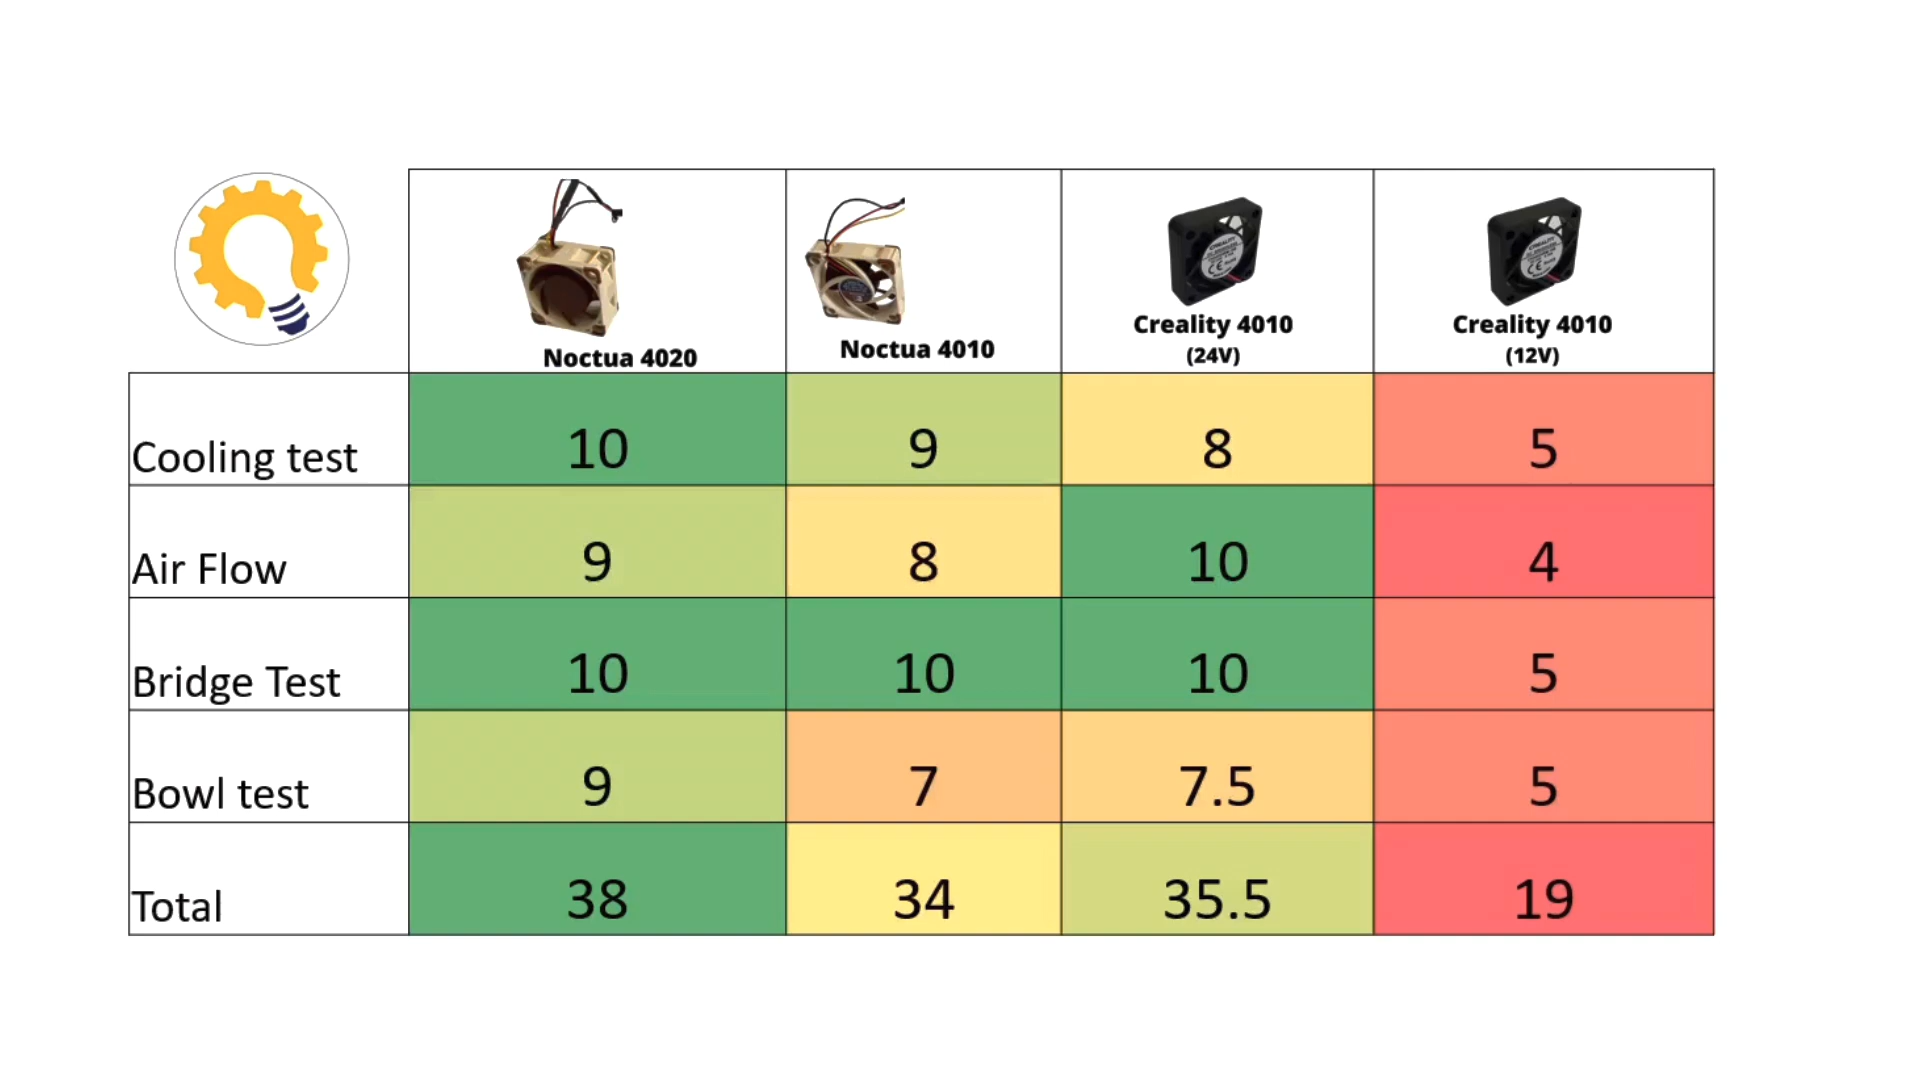 Noctua 4020
Noctua 4010
Creality 4010
(24V)
Creality 4010
(12V)
Cooling test 10 9 8 5
Air Flow 9 8 10 4
Bridge Test 10 10 10 5
Bowl test 9 7 7.5 5
Total 38 34 35.5 19